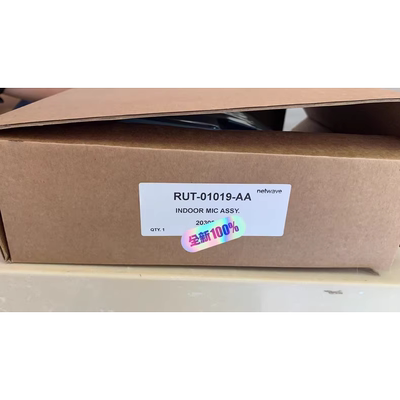 netwave
RUT-01019-AA
INDOOR MIC ASSY.
QTY. 1
全新100%